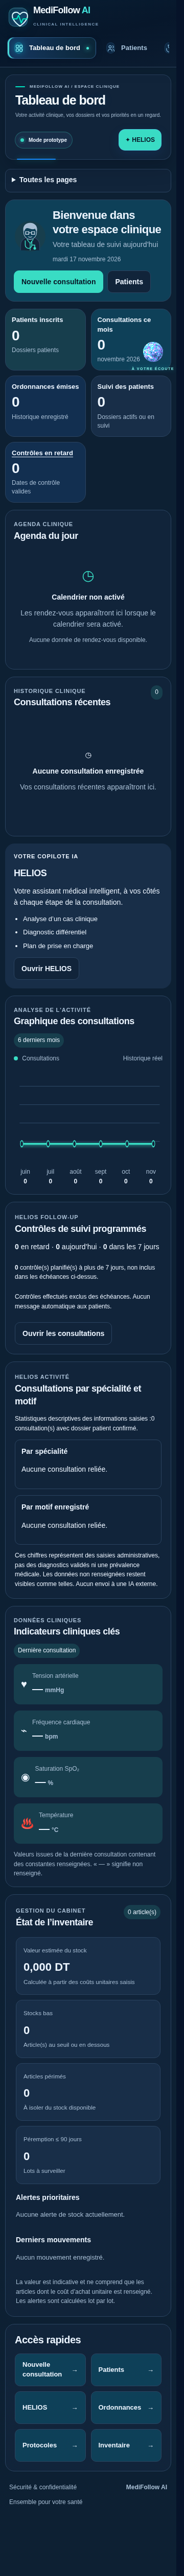 MediFollow AI
CLINICAL INTELLIGENCE
Tableau de bord
Patients
MEDIFOLLOW AI / ESPACE CLINIQUE
Tableau de bord
Votre activité clinique, vos dossiers et vos priorités en un regard.
Mode prototype
✦ HELIOS
▶ Toutes les pages
Bienvenue dans
votre espace clinique
Votre tableau de suivi aujourd'hui
mardi 17 novembre 2026
Nouvelle consultation
Patients
Patients inscrits
0
Dossiers patients
Consultations ce
mois
0
novembre 2026
À VOTRE ÉCOUTE
Ordonnances émises
0
Historique enregistré
Suivi des patients
0
Dossiers actifs ou en
suivi
Contrôles en retard
0
Dates de contrôle
valides
AGENDA CLINIQUE
Agenda du jour
Calendrier non activé
Les rendez-vous apparaîtront ici lorsque le
calendrier sera activé.
Aucune donnée de rendez-vous disponible.
HISTORIQUE CLINIQUE
0
Consultations récentes
Aucune consultation enregistrée
Vos consultations récentes apparaîtront ici.
VOTRE COPILOTE IA
HELIOS
Votre assistant médical intelligent, à vos côtés
à chaque étape de la consultation.
• Analyse d'un cas clinique
• Diagnostic différentiel
• Plan de prise en charge
Ouvrir HELIOS
ANALYSE DE L'ACTIVITÉ
Graphique des consultations
6 derniers mois
Consultations
Historique réel
juin juil août sept oct nov
0 0 0 0 0 0
HELIOS FOLLOW-UP
Contrôles de suivi programmés
0 en retard · 0 aujourd'hui · 0 dans les 7 jours
0 contrôle(s) planifié(s) à plus de 7 jours, non inclus
dans les échéances ci-dessus.
Contrôles effectués exclus des échéances. Aucun
message automatique aux patients.
Ouvrir les consultations
HELIOS ACTIVITÉ
Consultations par spécialité et
motif
Statistiques descriptives des informations saisies :0
consultation(s) avec dossier patient confirmé.
Par spécialité
Aucune consultation reliée.
Par motif enregistré
Aucune consultation reliée.
Ces chiffres représentent des saisies administratives,
pas des diagnostics validés ni une prévalence
médicale. Les données non renseignées restent
visibles comme telles. Aucun envoi à une IA externe.
DONNÉES CLINIQUES
Indicateurs cliniques clés
Dernière consultation
Tension artérielle
— mmHg
Fréquence cardiaque
— bpm
Saturation SpO₂
— %
Température
— °C
Valeurs issues de la dernière consultation contenant
des constantes renseignées. « — » signifie non
renseigné.
GESTION DU CABINET
0 article(s)
État de l'inventaire
Valeur estimée du stock
0,000 DT
Calculée à partir des coûts unitaires saisis
Stocks bas
0
Article(s) au seuil ou en dessous
Articles périmés
0
À isoler du stock disponible
Péremption ≤ 90 jours
0
Lots à surveiller
Alertes prioritaires
Aucune alerte de stock actuellement.
Derniers mouvements
Aucun mouvement enregistré.
La valeur est indicative et ne comprend que les
articles dont le coût d'achat unitaire est renseigné.
Les alertes sont calculées lot par lot.
Accès rapides
Nouvelle
consultation →
Patients →
HELIOS →
Ordonnances →
Protocoles →
Inventaire →
Sécurité & confidentialité
MediFollow AI
Ensemble pour votre santé